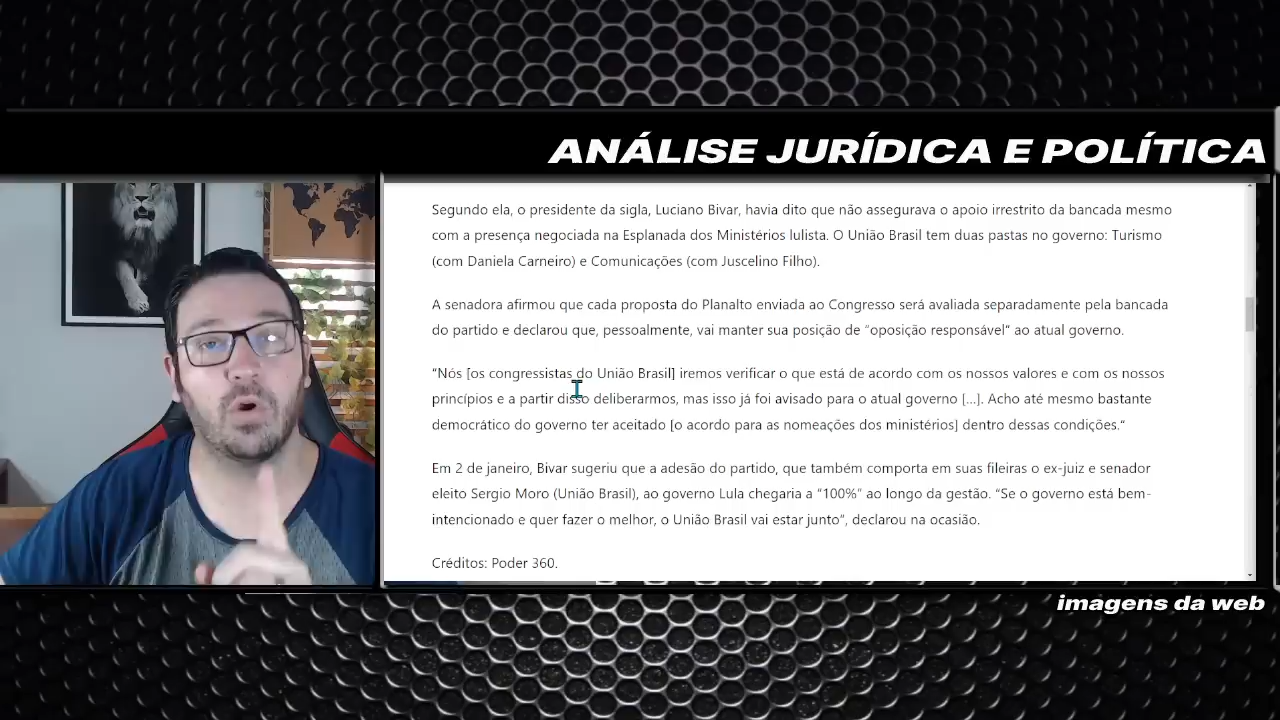 ANÁLISE JURÍDICA E POLÍTICA
Segundo ela, o presidente da sigla, Luciano Bivar, havia dito que não assegurava o apoio irrestrito da bancada mesmo
com a presença negociada na Esplanada dos Ministérios lulista. O União Brasil tem duas pastas no governo: Turismo
(com Daniela Carneiro) e Comunicações (com Juscelino Filho).
A senadora afirmou que cada proposta do Planalto enviada ao Congresso será avaliada separadamente pela bancada
do partido e declarou que, pessoalmente, vai manter sua posição de “oposição responsável” ao atual governo.
“Nós [os congressistas do União Brasil] iremos verificar o que está de acordo com os nossos valores e com os nossos
princípios e a partir disso deliberarmos, mas isso já foi avisado para o atual governo [...]. Acho até mesmo bastante
democrático do governo ter aceitado [o acordo para as nomeações dos ministérios] dentro dessas condições.”
Em 2 de janeiro, Bivar sugeriu que a adesão do partido, que também comporta em suas fileiras o ex-juiz e senador
eleito Sergio Moro (União Brasil), ao governo Lula chegaria a “100%” ao longo da gestão. “Se o governo está bem-
intencionado e quer fazer o melhor, o União Brasil vai estar junto”, declarou na ocasião.
Créditos: Poder 360.
imagens da web